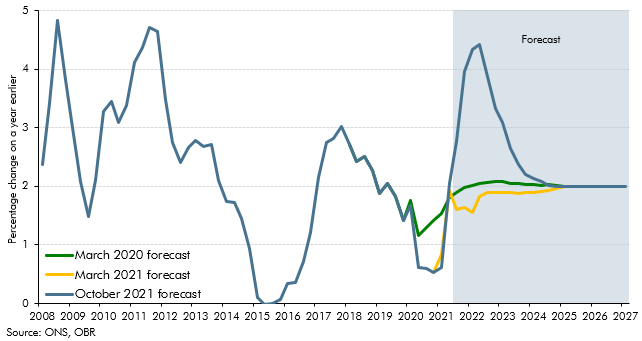 5
4
3
2
1
0
Percentage change on a year earlier
Forecast
March 2020 forecast
March 2021 forecast
October 2021 forecast
2008 2009 2010 2011 2012 2013 2014 2015 2016 2017 2018 2019 2020 2021 2022 2023 2024 2025 2026 2027
Source: ONS, OBR